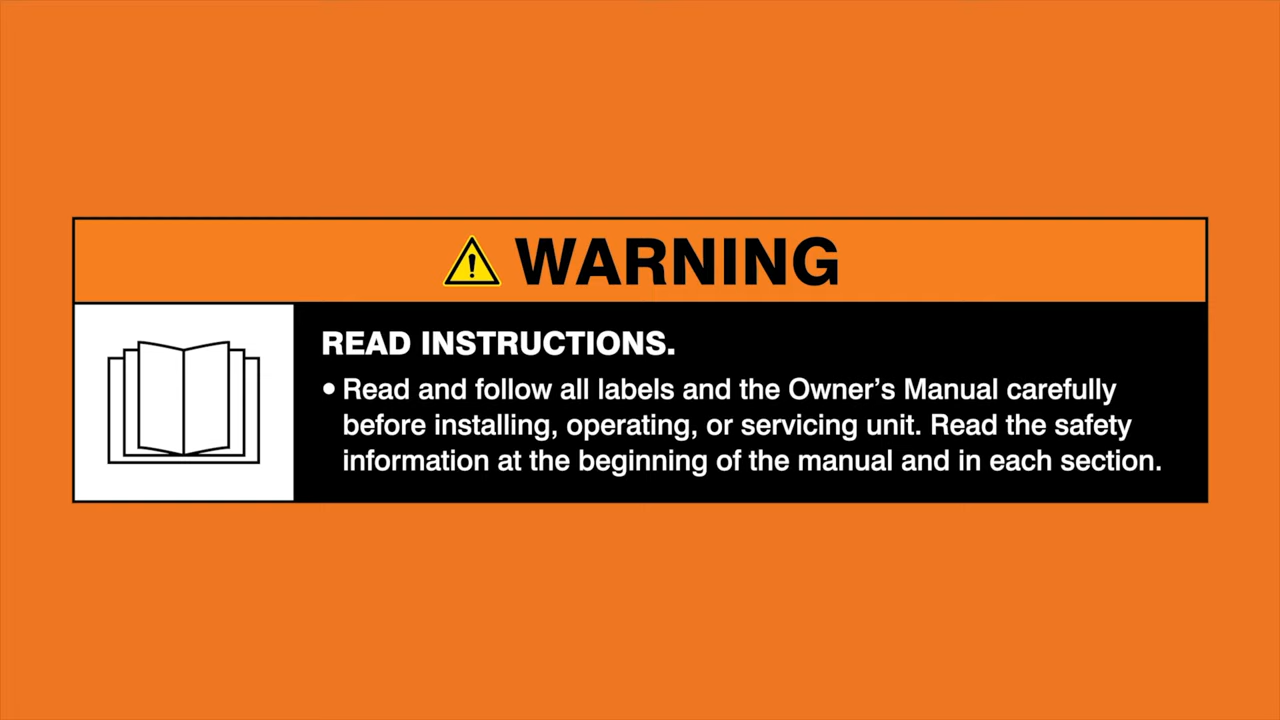 WARNING
READ INSTRUCTIONS.
• Read and follow all labels and the Owner’s Manual carefully
before installing, operating, or servicing unit. Read the safety
information at the beginning of the manual and in each section.